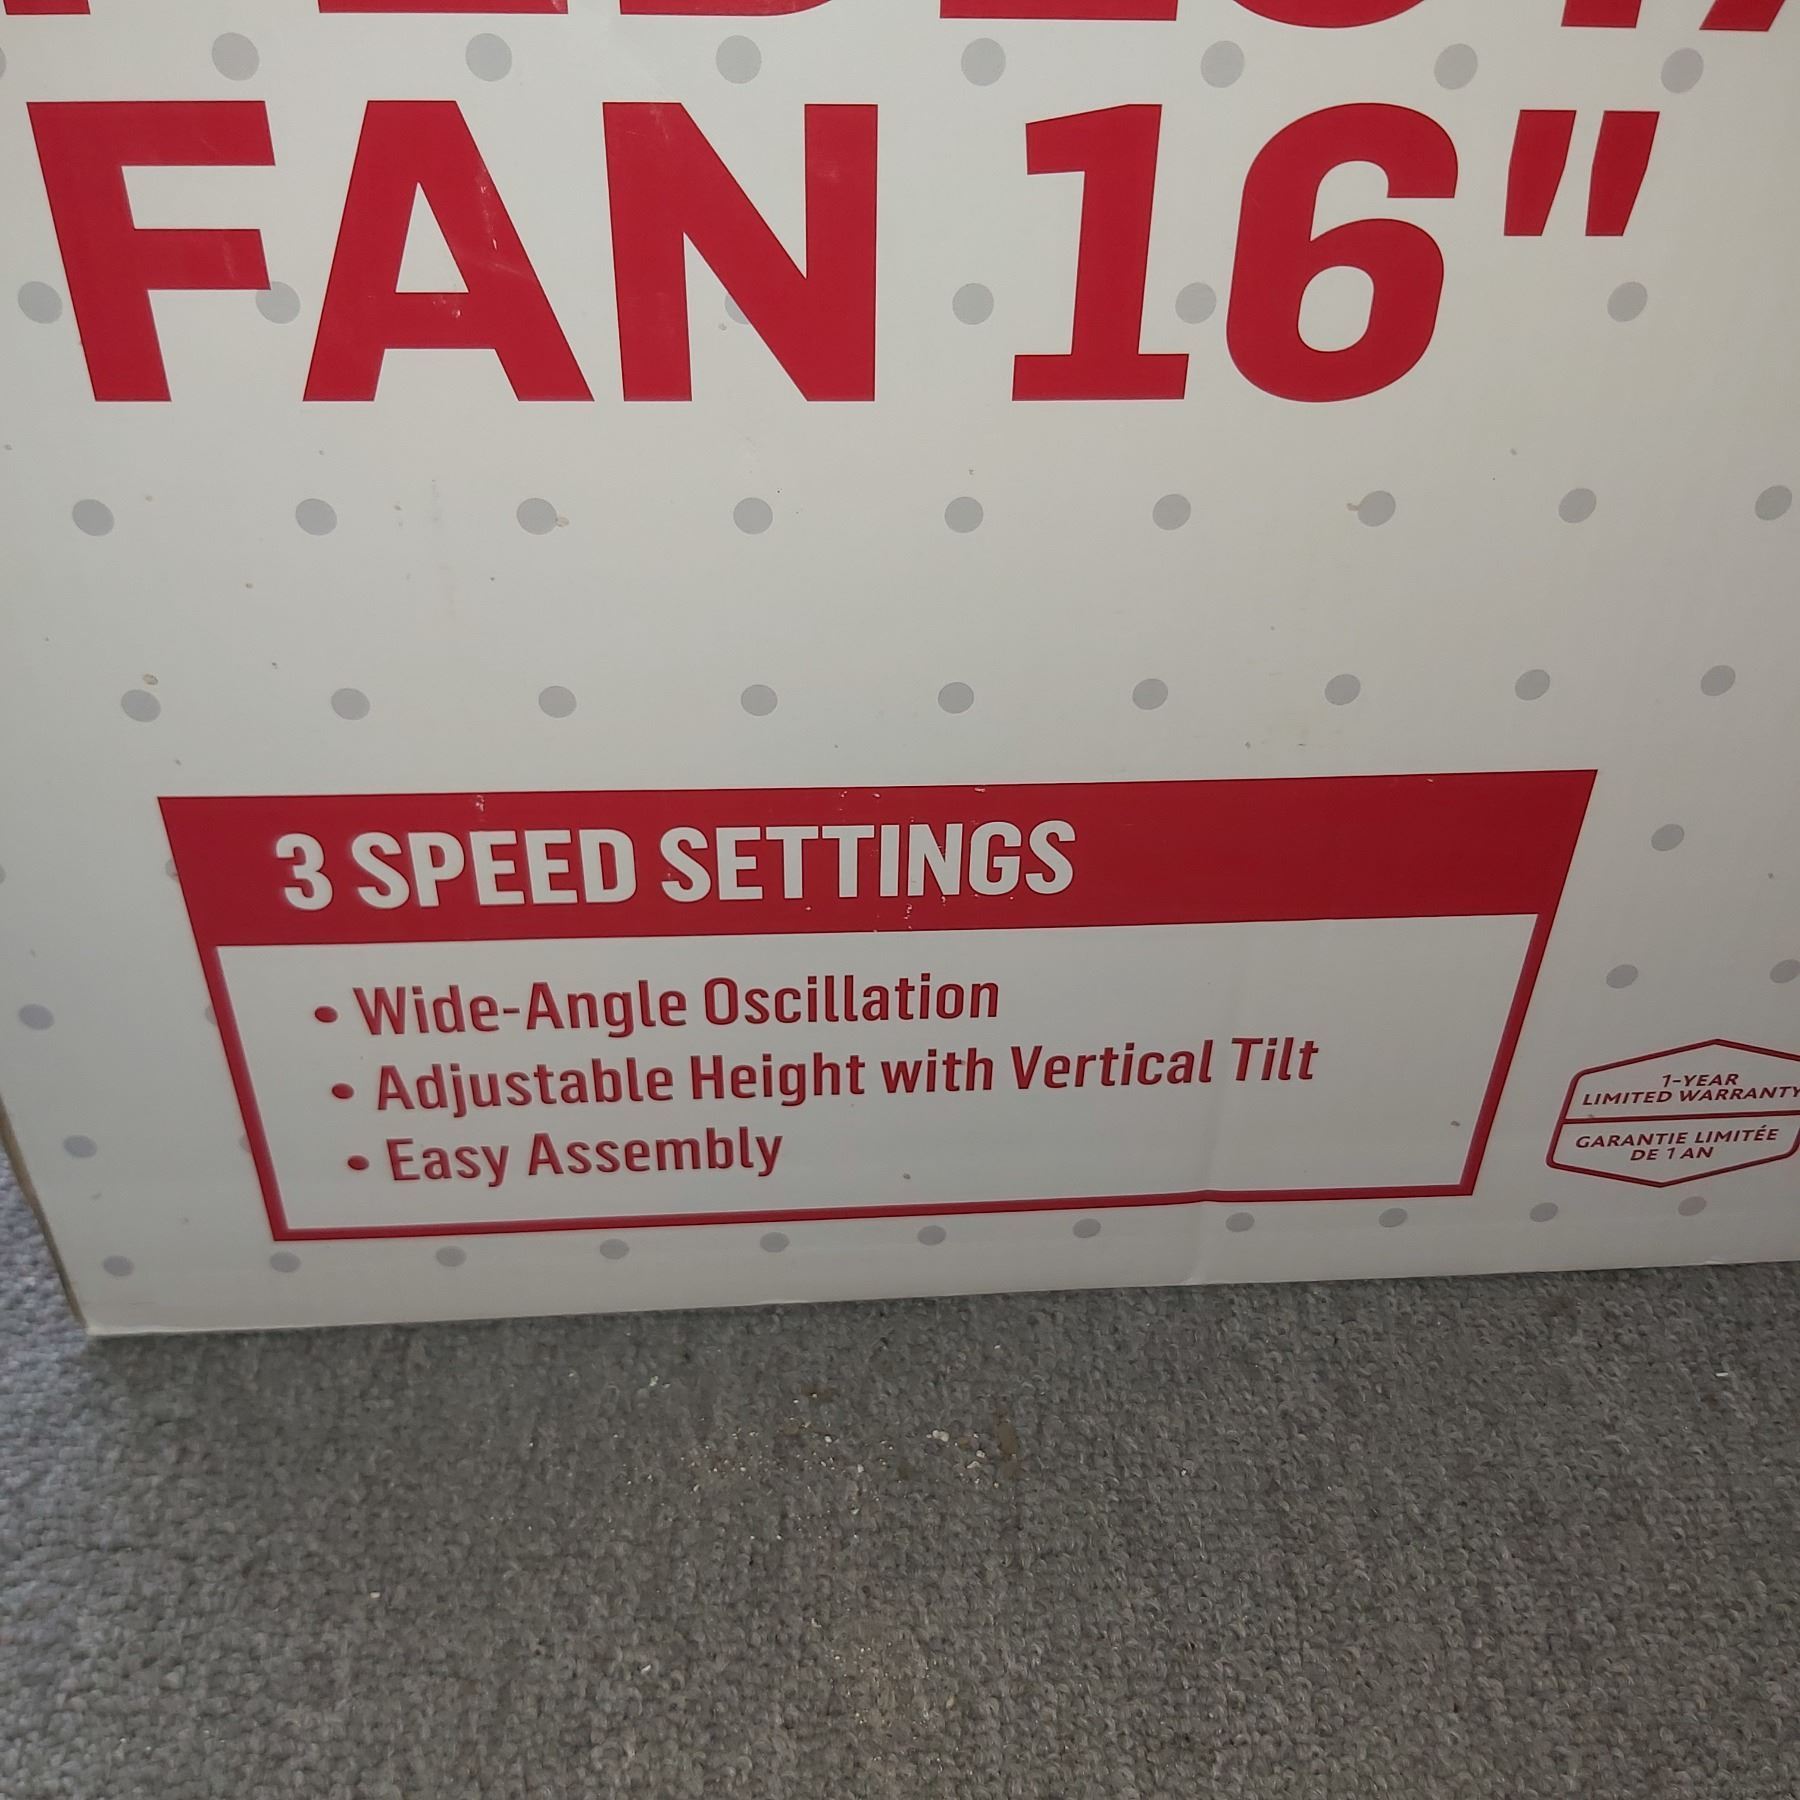 FAN 16"
3 SPEED SETTINGS
• Wide-Angle Oscillation
• Adjustable Height with Vertical Tilt
• Easy Assembly
1-YEAR
LIMITED WARRANTY
GARANTIE LIMITÉE
DE 1 AN